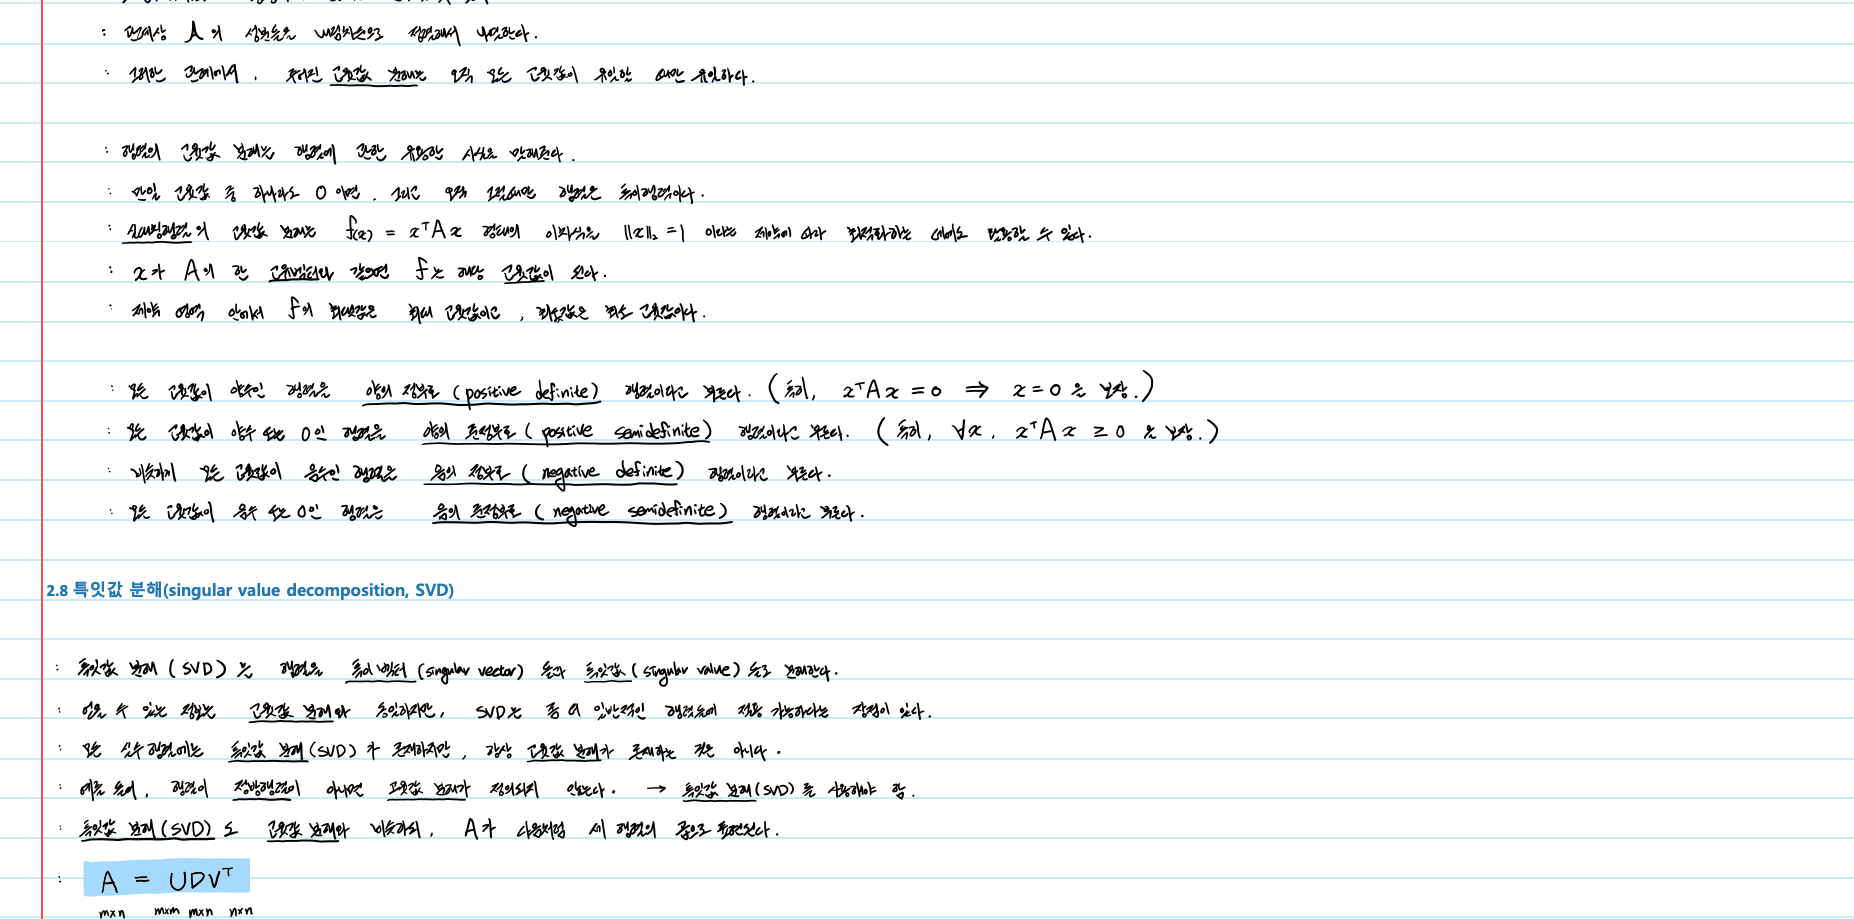 : 관례상 Λ의 성분들을 내림차순으로 정렬해서 나열한다.
: 그러한 관례에서, 주어진 고윳값 분해는 오직 모든 고윳값이 유일할 때만 유일하다.
: 행렬의 고윳값 분해는 행렬에 관한 유용한 사실을 말해준다.
: 만일 고윳값 중 하나라도 0 이면, 그리고 오직 그럴때만 행렬은 특이행렬이다.
: 실대칭행렬의 고윳값 분해는 f(x) = xᵀAx 형태의 이차식을 ||x||₂ = 1 이라는 제약에 따라 최적화하는 데에도 활용할 수 있다.
: x가 A의 한 고유벡터와 같으면 f는 해당 고윳값이 된다.
: 제약 영역 안에서 f의 최댓값은 최대 고윳값이고, 최솟값은 최소 고윳값이다.
: 모든 고윳값이 양수인 행렬을 양의 정부호 (positive definite) 행렬이라고 부른다. (특히, xᵀAx = 0 ⇒ x = 0 을 보장.)
: 모든 고윳값이 양수 또는 0인 행렬을 양의 준정부호 (positive semidefinite) 행렬이라고 부른다. (특히, ∀x, xᵀAx ≥ 0 을 보장.)
: 비슷하게 모든 고윳값이 음수인 행렬은 음의 정부호 (negative definite) 행렬이라고 부른다.
: 모든 고윳값이 음수 또는 0인 행렬은 음의 준정부호 (negative semidefinite) 행렬이라고 부른다.
2.8 특잇값 분해(singular value decomposition, SVD)
: 특잇값 분해 (SVD) 는 행렬을 특이 벡터 (singular vector) 들과 특잇값 (singular value) 들로 분해한다.
: 얻을 수 있는 정보는 고윳값 분해와 동일하지만, SVD는 좀 더 일반적인 행렬들에 적용 가능하다는 장점이 있다.
: 모든 실수 행렬에는 특잇값 분해 (SVD) 가 존재하지만, 항상 고윳값 분해가 존재하는 것은 아니다.
: 예를 들어, 행렬이 정방행렬이 아니면 고윳값 분해가 정의되지 않는다. → 특잇값 분해 (SVD) 를 사용해야 함.
: 특잇값 분해 (SVD) 도 고윳값 분해와 비슷하되, A가 다음처럼 세 행렬의 곱으로 표현된다.
: A = UDVᵀ
m×n m×m m×n n×n